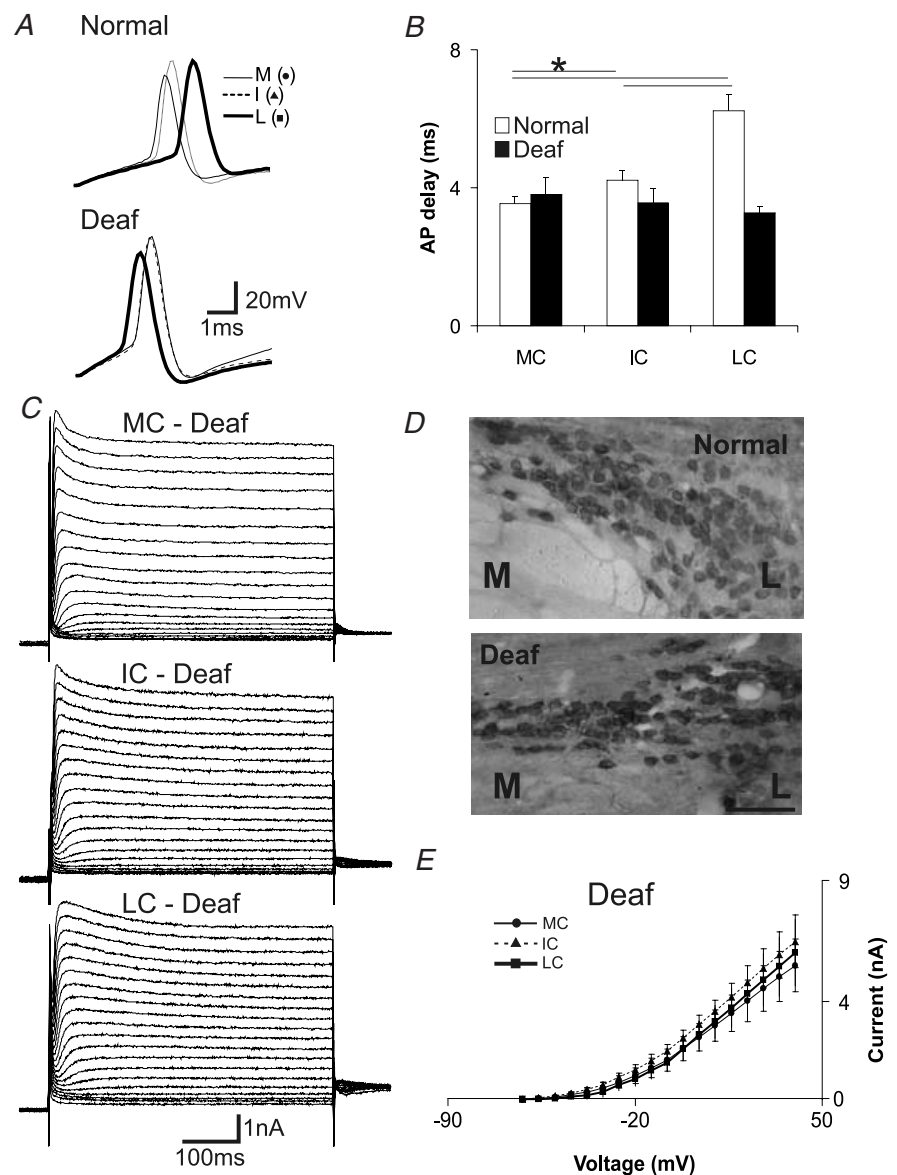 A
Normal
M (●)
I (▲)
L (■)
Deaf
20mV
1ms
B
8
*
Normal
Deaf
AP delay (ms)
4
0
MC
IC
LC
C
MC - Deaf
IC - Deaf
LC - Deaf
1nA
100ms
D
Normal
M
L
Deaf
M
L
E
Deaf
MC
IC
LC
9
4
0
Current (nA)
-90
-20
50
Voltage (mV)